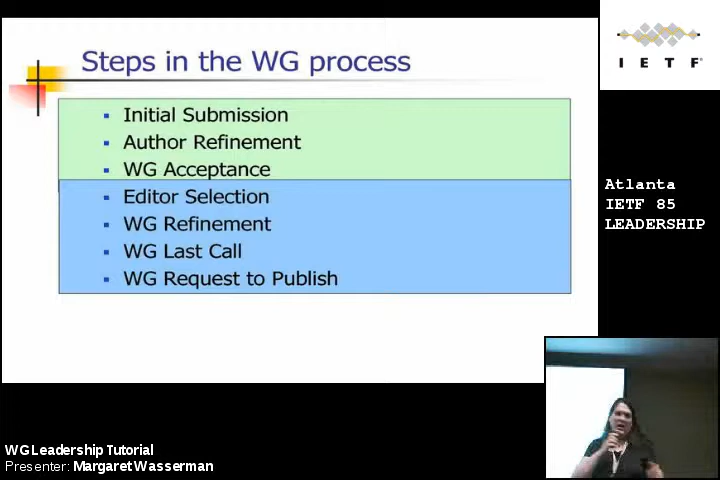 Steps in the WG process
Initial Submission
Author Refinement
WG Acceptance
Editor Selection
WG Refinement
WG Last Call
WG Request to Publish
I E T F®
Atlanta
IETF 85
LEADERSHIP
WG Leadership Tutorial
Presenter: Margaret Wasserman